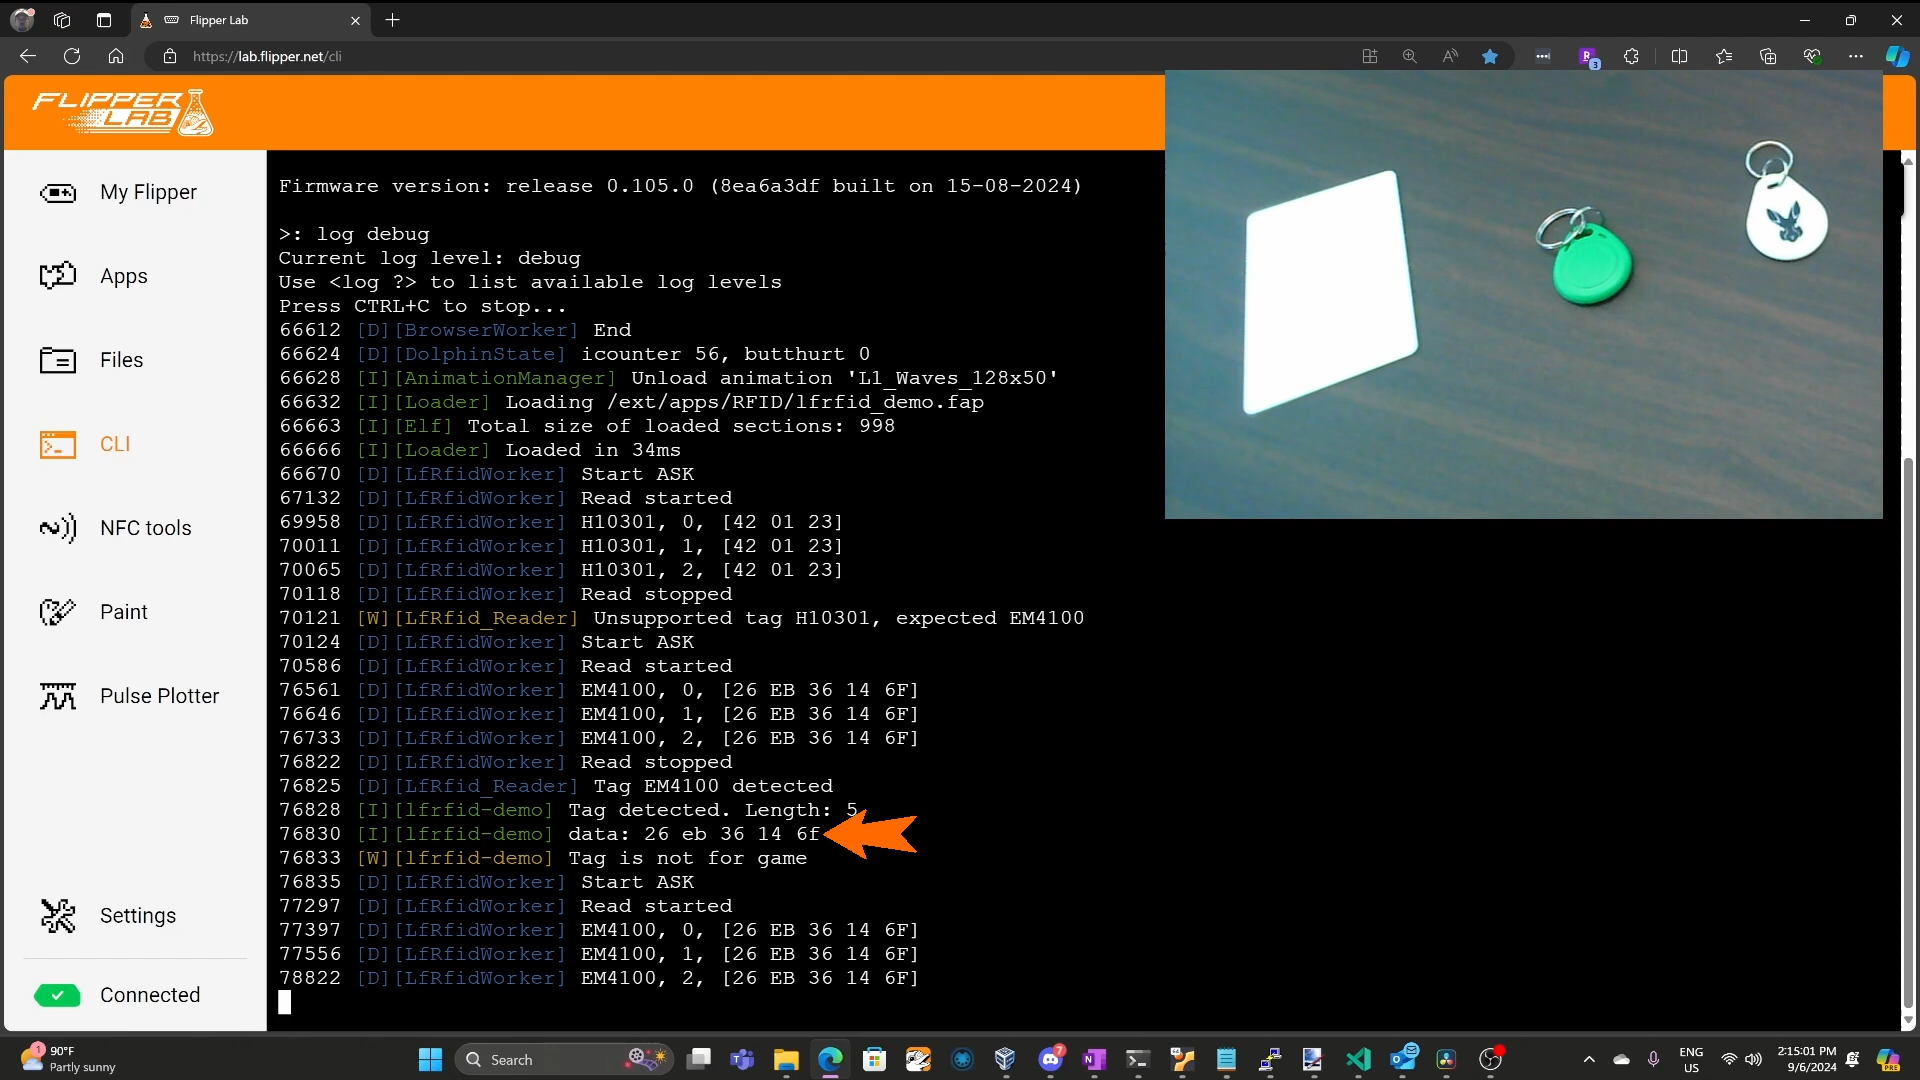 Flipper Lab
https://lab.flipper.net/cli
R
3
FLIPPER
LAB
My Flipper
Apps
Files
CLI
NFC tools
Paint
Pulse Plotter
Settings
Connected
Firmware version: release 0.105.0 (8ea6a3df built on 15-08-2024)
>: log debug
Current log level: debug
Use <log ?> to list available log levels
Press CTRL+C to stop...
66612 [D][BrowserWorker] End
66624 [D][DolphinState] icounter 56, butthurt 0
66628 [I][AnimationManager] Unload animation 'L1_Waves_128x50'
66632 [I][Loader] Loading /ext/apps/RFID/lfrfid_demo.fap
66663 [I][Elf] Total size of loaded sections: 998
66666 [I][Loader] Loaded in 34ms
66670 [D][LfRfidWorker] Start ASK
67132 [D][LfRfidWorker] Read started
69958 [D][LfRfidWorker] H10301, 0, [42 01 23]
70011 [D][LfRfidWorker] H10301, 1, [42 01 23]
70065 [D][LfRfidWorker] H10301, 2, [42 01 23]
70118 [D][LfRfidWorker] Read stopped
70121 [W][LfRfid_Reader] Unsupported tag H10301, expected EM4100
70124 [D][LfRfidWorker] Start ASK
70586 [D][LfRfidWorker] Read started
76561 [D][LfRfidWorker] EM4100, 0, [26 EB 36 14 6F]
76646 [D][LfRfidWorker] EM4100, 1, [26 EB 36 14 6F]
76733 [D][LfRfidWorker] EM4100, 2, [26 EB 36 14 6F]
76822 [D][LfRfidWorker] Read stopped
76825 [D][LfRfid_Reader] Tag EM4100 detected
76828 [I][lfrfid-demo] Tag detected. Length: 5
76830 [I][lfrfid-demo] data: 26 eb 36 14 6f
76833 [W][lfrfid-demo] Tag is not for game
76835 [D][LfRfidWorker] Start ASK
77297 [D][LfRfidWorker] Read started
77397 [D][LfRfidWorker] EM4100, 0, [26 EB 36 14 6F]
77556 [D][LfRfidWorker] EM4100, 1, [26 EB 36 14 6F]
78822 [D][LfRfidWorker] EM4100, 2, [26 EB 36 14 6F]
1
90°F
Partly sunny
Search
7
ENG
US
2:15:01 PM
9/6/2024
PRE